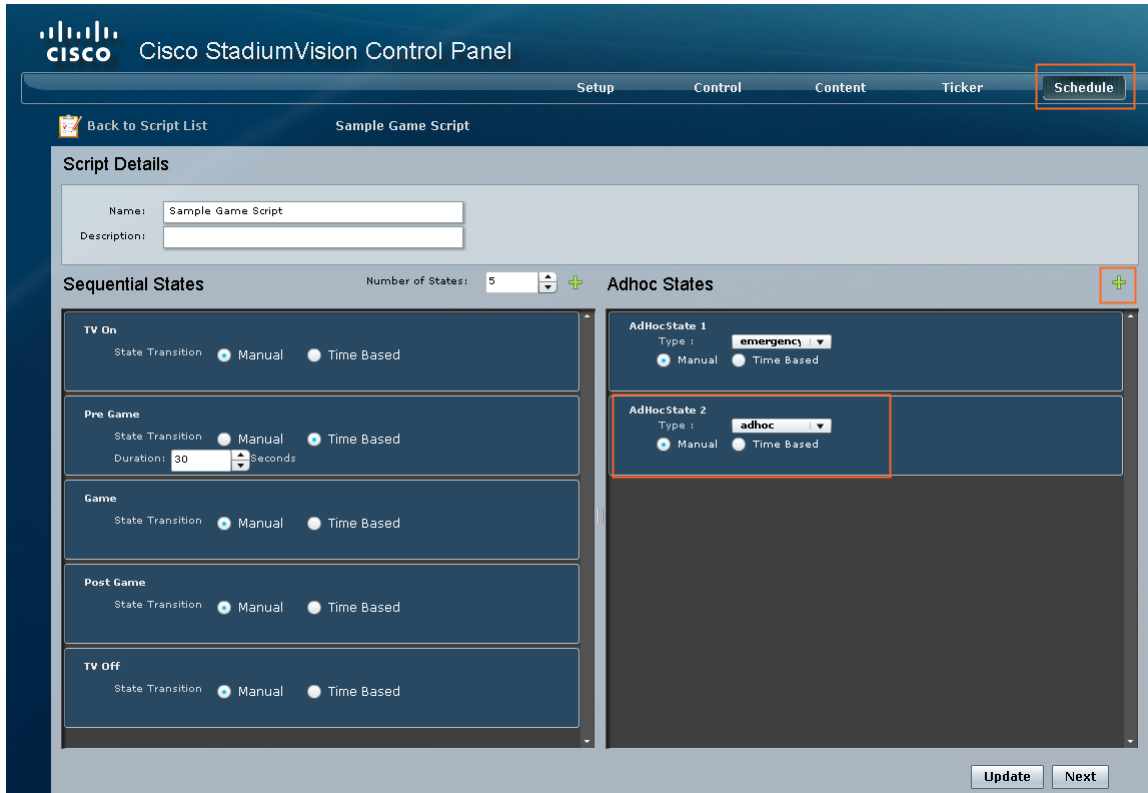 CISCO Cisco StadiumVision Control Panel
Setup Control Content Ticker Schedule
Back to Script List Sample Game Script
Script Details
Name: Sample Game Script
Description:
Sequential States Number of States: 5
TV On
State Transition Manual Time Based
Pre Game
State Transition Manual Time Based
Duration: 30 Seconds
Game
State Transition Manual Time Based
Post Game
State Transition Manual Time Based
TV Off
State Transition Manual Time Based
Adhoc States
AdHocState 1
Type : emergency
Manual Time Based
AdHocState 2
Type : adhoc
Manual Time Based
Update Next